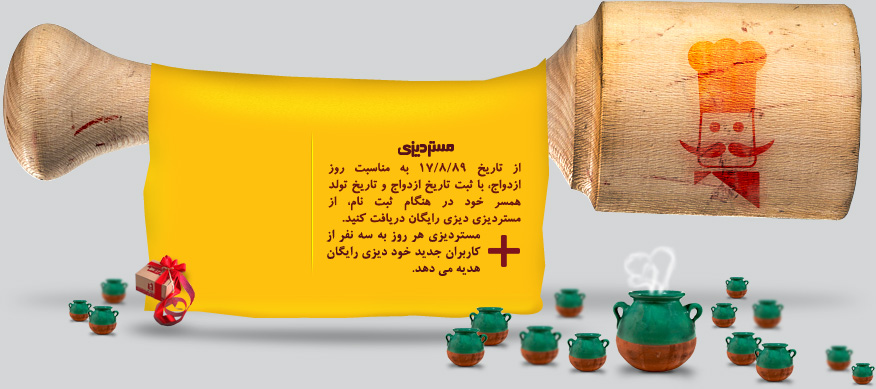 مستردیزی
از تاریخ ۱۷/۸/۸۹ به مناسبت روز
ازدواج، با ثبت تاریخ ازدواج و تاریخ تولد
همسر خود در هنگام ثبت نام، از
مستردیزی دیزی رایگان دریافت کنید.
مستردیزی هر روز به سه نفر از
کاربران جدید خود دیزی رایگان
هدیه می دهد.